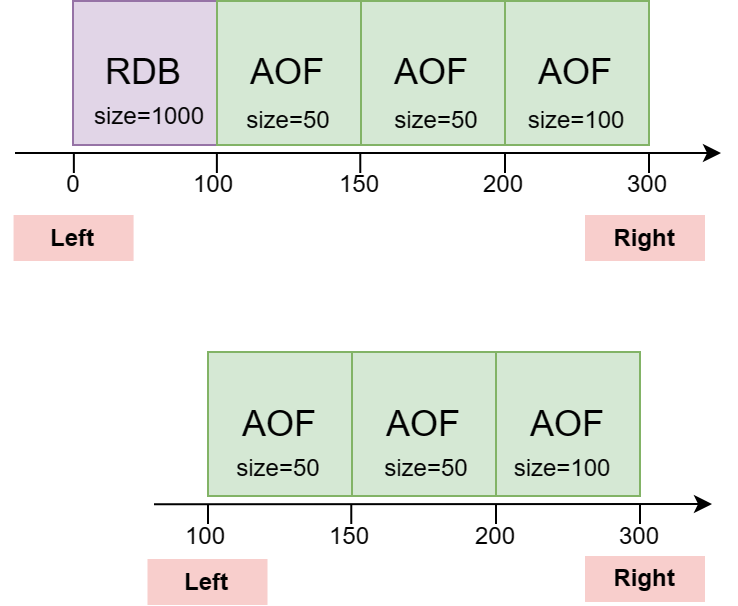 RDB AOF AOF AOF
size=1000 size=50 size=50 size=100
0 100 150 200 300
Left Right
AOF AOF AOF
size=50 size=50 size=100
100 150 200 300
Left Right